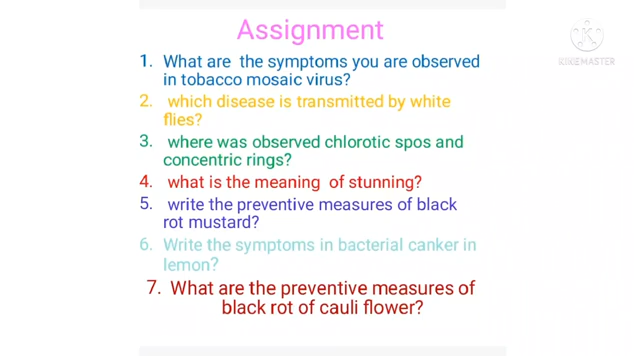 Assignment
KINEMASTER
1. What are the symptoms you are observed
in tobacco mosaic virus?
2. which disease is transmitted by white
flies?
3. where was observed chlorotic spos and
concentric rings?
4. what is the meaning of stunning?
5. write the preventive measures of black
rot mustard?
6. Write the symptoms in bacterial canker in
lemon?
7. What are the preventive measures of
black rot of cauli flower?